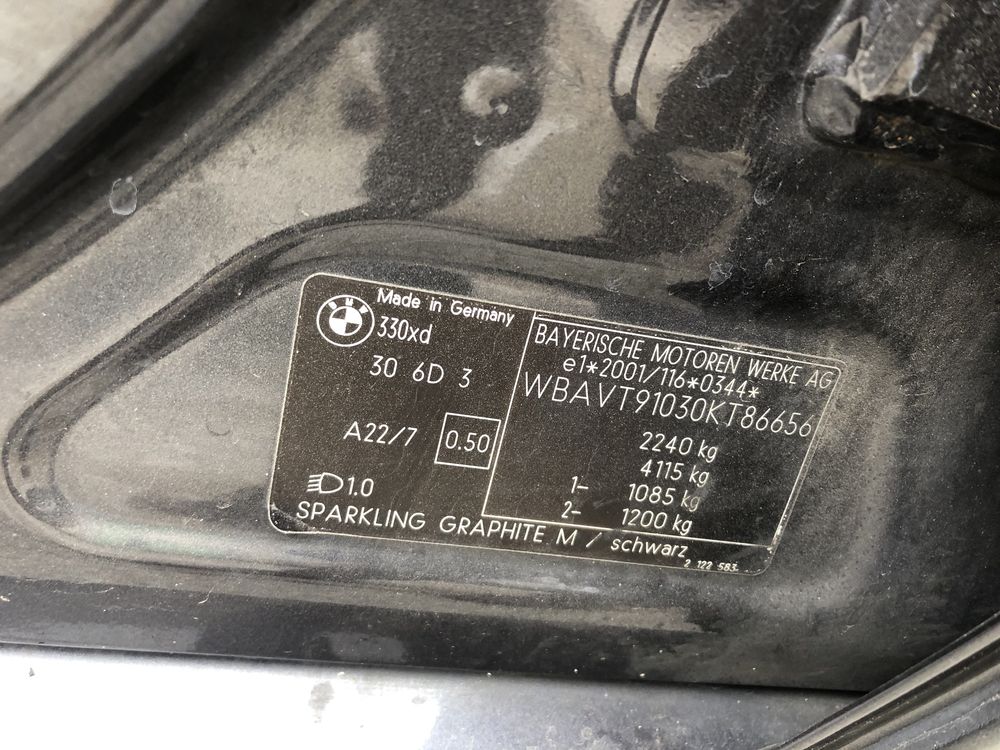 BMW
Made in Germany
330xd
30 6D 3
A22/7 0.50
1.0
BAYERISCHE MOTOREN WERKE AG
e1*2001/116*0344*
WBAVT91030KT86656
2240 kg
4115 kg
1- 1085 kg
2- 1200 kg
SPARKLING GRAPHITE M / schwarz
2 122 583